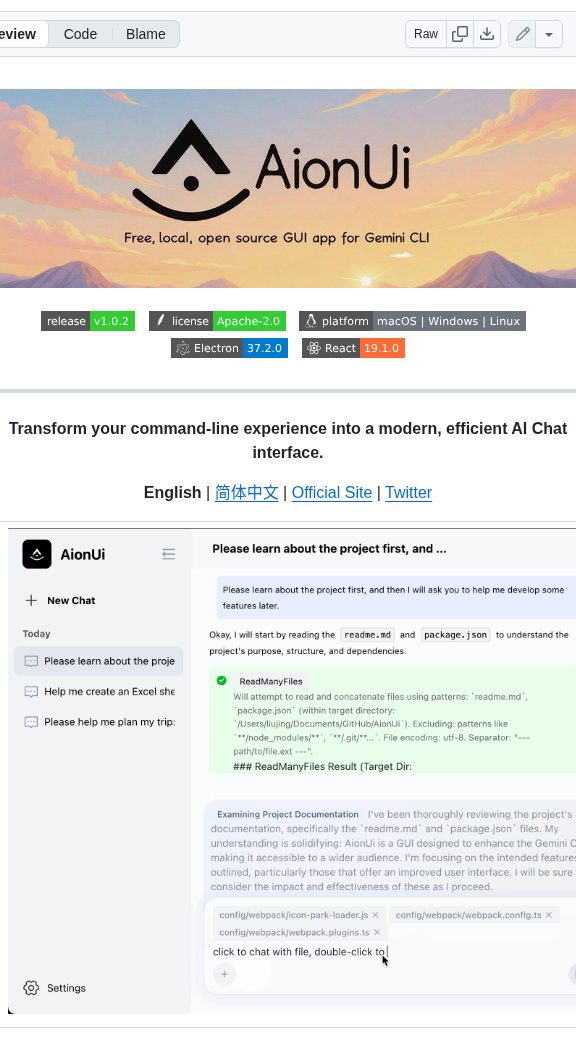 eview Code Blame Raw
AionUi
Free, local, open source GUI app for Gemini CLI
release v1.0.2 license Apache-2.0 platform macOS | Windows | Linux
Electron 37.2.0 React 19.1.0
Transform your command-line experience into a modern, efficient AI Chat
interface.
English | 简体中文 | Official Site | Twitter
AionUi
New Chat
Today
Please learn about the proje
Help me create an Excel she
Please help me plan my trip:
Settings
Please learn about the project first, and ...
Please learn about the project first, and then I will ask you to help me develop some
features later.
Okay, I will start by reading the readme.md and package.json to understand the
project's purpose, structure, and dependencies.
ReadManyFiles
Will attempt to read and concatenate files using patterns: `readme.md`,
`package.json` (within target directory:
`/Users/liujing/Documents/GitHub/AionUi`). Excluding: patterns like
`**/node_modules/**`, `**/.git/**...`. File encoding: utf-8. Separator: "---
path/to/file.ext ---".
### ReadManyFiles Result (Target Dir:
Examining Project Documentation I've been thoroughly reviewing the project's
documentation, specifically the `readme.md` and `package.json` files. My
understanding is solidifying: AionUi is a GUI designed to enhance the Gemini C
making it accessible to a wider audience. I'm focusing on the intended features
outlined, particularly those that offer an improved user interface. I will be sure
consider the impact and effectiveness of these as I proceed.
config/webpack/icon-park-loader.js × config/webpack/webpack.config.ts ×
config/webpack/webpack.plugins.ts ×
click to chat with file, double-click to